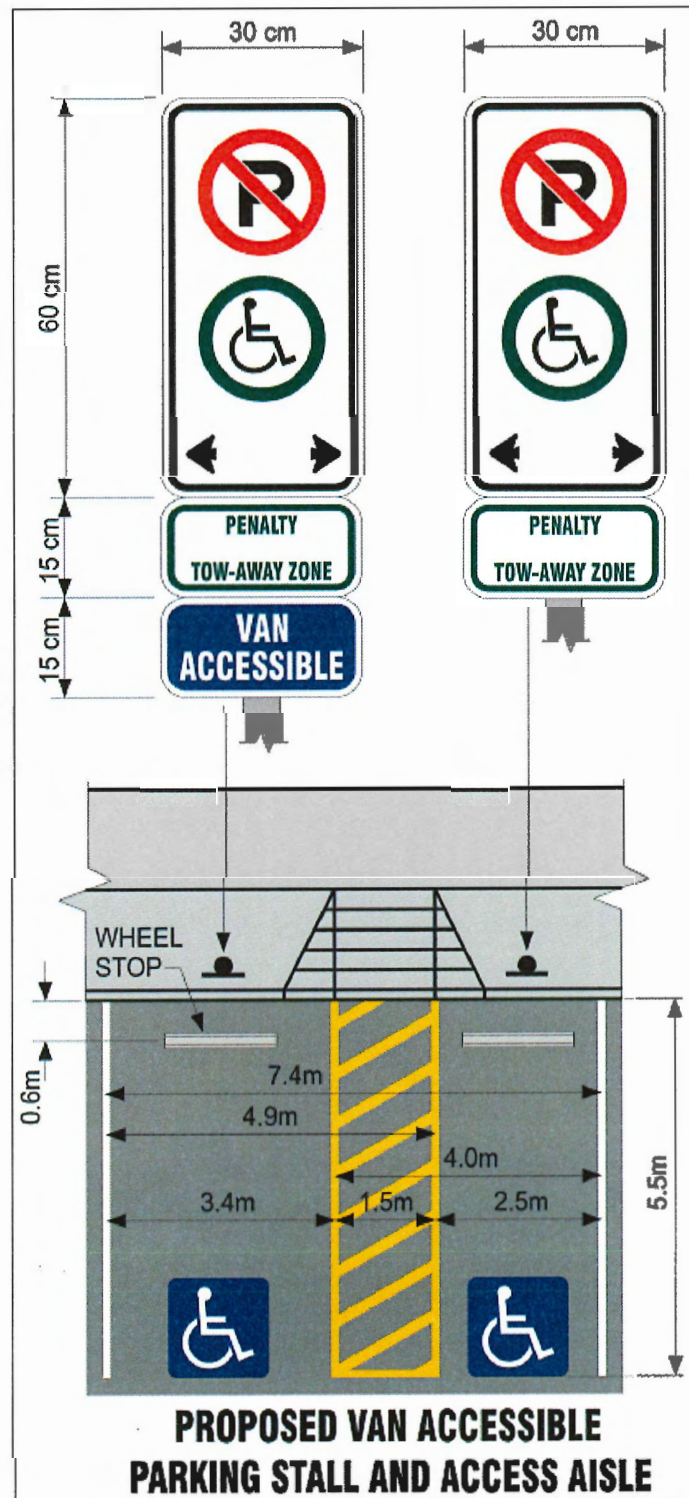 30 cm
30 cm
60 cm
P
P
15 cm
PENALTY
TOW-AWAY ZONE
PENALTY
TOW-AWAY ZONE
15 cm
VAN
ACCESSIBLE
WHEEL
STOP
0.6m
7.4m
4.9m
4.0m
3.4m
1.5m
2.5m
5.5m
PROPOSED VAN ACCESSIBLE
PARKING STALL AND ACCESS AISLE